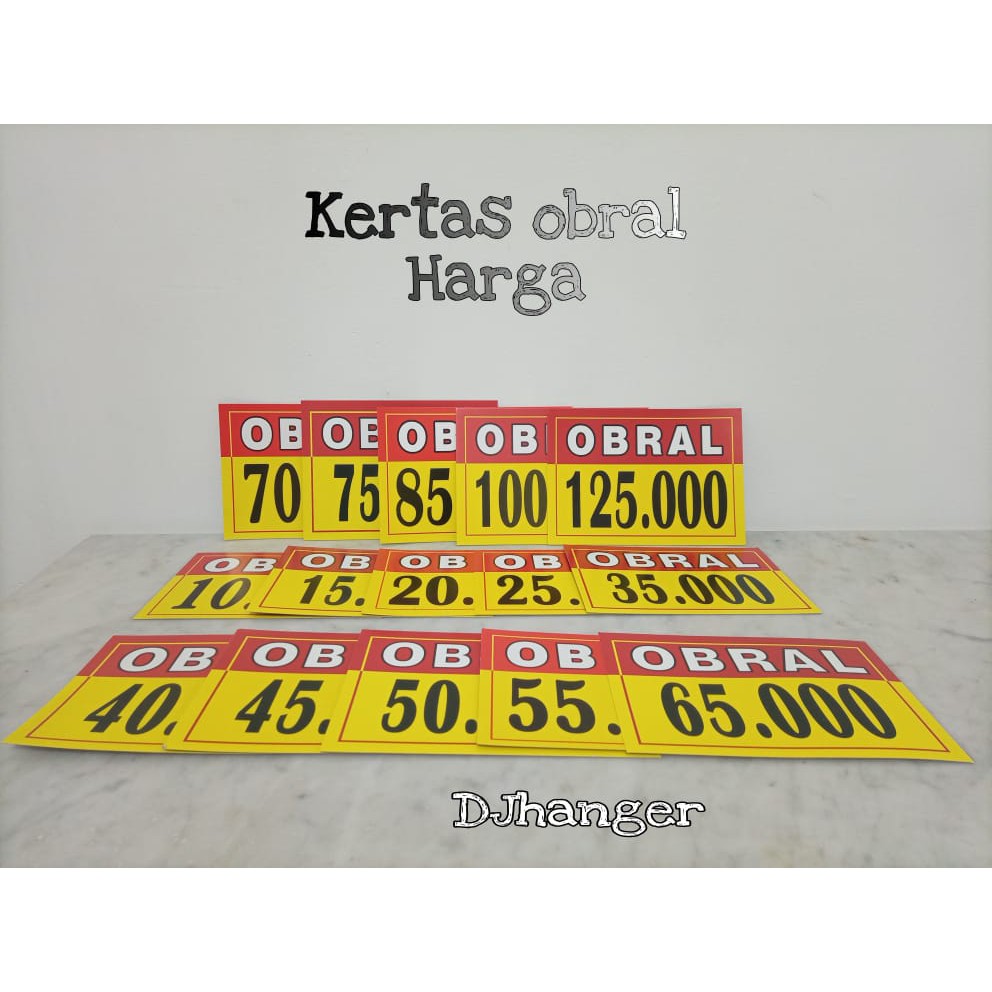 Kertas obral
Harga
OB OB OB OB OBRAL
70 75 85 100 125.000
OB OB OB OB OBRAL
10. 15. 20. 25. 35.000
OB OB OB OB OBRAL
40. 45. 50. 55. 65.000
DJhanger